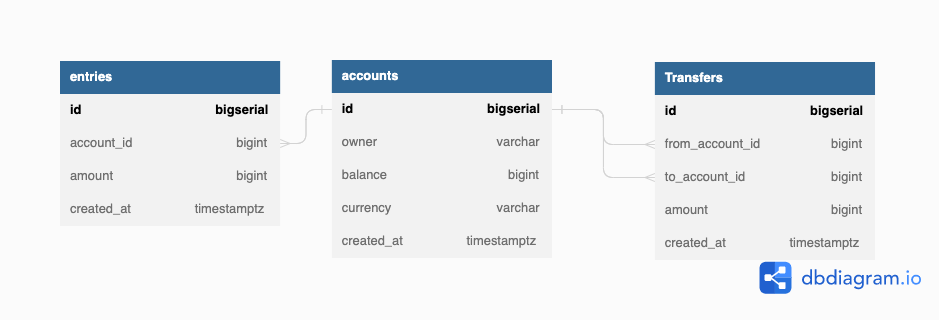 entries
id bigserial
account_id bigint
amount bigint
created_at timestamptz
accounts
id bigserial
owner varchar
balance bigint
currency varchar
created_at timestamptz
Transfers
id bigserial
from_account_id bigint
to_account_id bigint
amount bigint
created_at timestamptz
dbdiagram.io